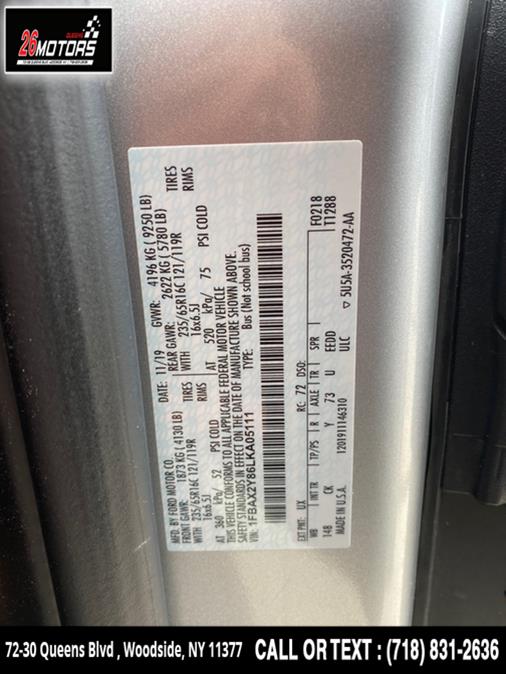 QUEENS
26MOTORS
MFD. BY FORD MOTOR CO.
DATE: 11/19 GVWR: 4196 KG ( 9250 LB)
FRONT GAWR: 1873 KG ( 4130 LB) REAR GAWR: 2622 KG ( 5780 LB)
WITH 235/65R16C 121/119R TIRES WITH 235/65R16C 121/119R TIRES
16x6.5J RIMS 16x6.5J RIMS
AT 360 kPa/ 52 PSI COLD AT 520 kPa/ 75 PSI COLD
THIS VEHICLE CONFORMS TO ALL APPLICABLE FEDERAL MOTOR VEHICLE
SAFETY STANDARDS IN EFFECT ON THE DATE OF MANUFACTURE SHOWN ABOVE.
VIN: 1FBAX2Y86LKA05111 TYPE: Bus (Not school bus)
EXT PNT: UX RC: 72 DSO: F0218
WB INT TR TP/PS R AXLE TR SPR T1288
148 CK Y 73 U EEDD
MADE IN U.S.A. 1201911146310 ULC
▽ 5U5A-3520472-AA
72-30 Queens Blvd , Woodside, NY 11377 CALL OR TEXT : (718) 831-2636